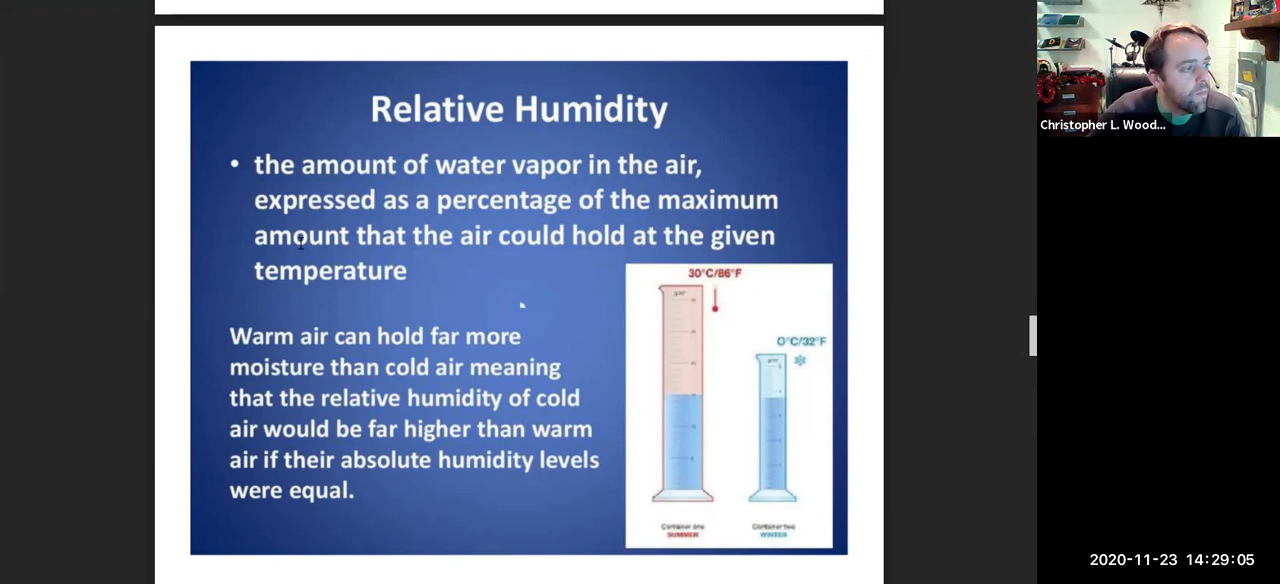 Relative Humidity
• the amount of water vapor in the air,
expressed as a percentage of the maximum
amount that the air could hold at the given
temperature
30°C/86°F
0°C/32°F
Warm air can hold far more
moisture than cold air meaning
that the relative humidity of cold
air would be far higher than warm
air if their absolute humidity levels
were equal.
Container one
SUMMER
Container two
WINTER
Christopher L. Wood...
2020-11-23 14:29:05